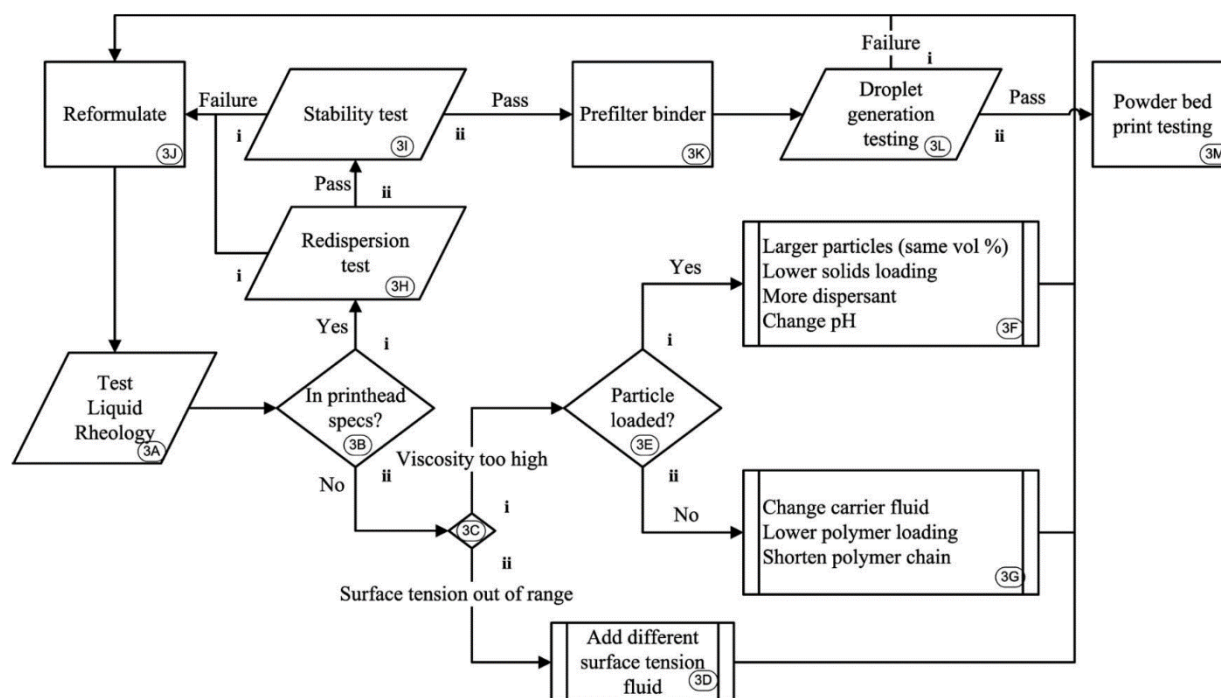 Failure
i
Reformulate
3J
Failure
i
Stability test
3I
Pass
ii
Prefilter binder
3K
Droplet
generation
testing
3L
Pass
ii
Powder bed
print testing
3M
Pass
ii
Redispersion
test
3H
i
Yes
i
Test
Liquid
Rheology
3A
In printhead
specs?
3B
ii
No
Viscosity too high
i
3C
ii
Surface tension out of range
Particle
loaded?
3E
i
Yes
Larger particles (same vol %)
Lower solids loading
More dispersant
Change pH
3F
ii
No
Change carrier fluid
Lower polymer loading
Shorten polymer chain
3G
Add different
surface tension
fluid
3D